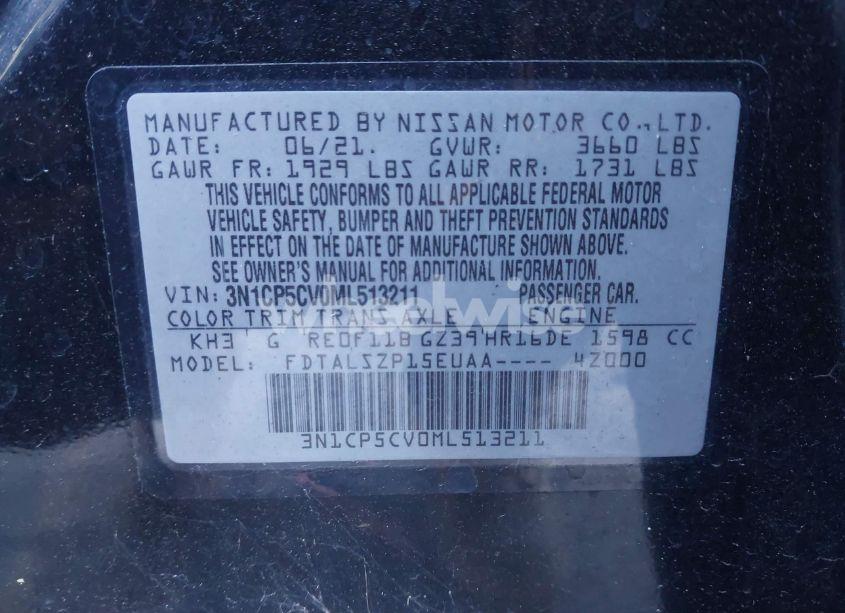 MANUFACTURED BY NISSAN MOTOR CO., LTD.
DATE: 06/21. GVWR: 3660 LBS
GAWR FR: 1929 LBS GAWR RR: 1731 LBS
THIS VEHICLE CONFORMS TO ALL APPLICABLE FEDERAL MOTOR
VEHICLE SAFETY, BUMPER AND THEFT PREVENTION STANDARDS
IN EFFECT ON THE DATE OF MANUFACTURE SHOWN ABOVE.
SEE OWNER'S MANUAL FOR ADDITIONAL INFORMATION.
VIN: 3N1CP5CV0ML513211 PASSENGER CAR.
COLOR TRIM TRANS AXLE ENGINE
KH3 G RE0F11B GZ39 HR16DE 1598 CC
MODEL: FDTALSZP15EUAA---- 4Z000
3N1CP5CV0ML513211